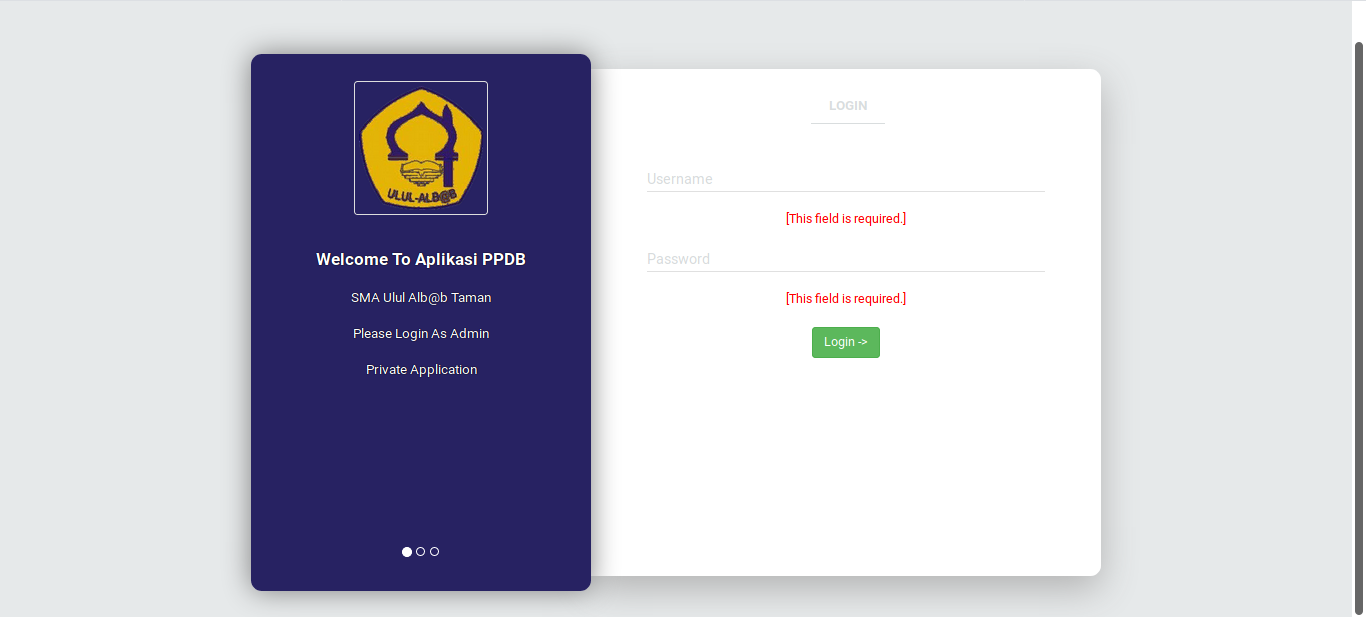 ULUL-ALB@B
Welcome To Aplikasi PPDB
SMA Ulul Alb@b Taman
Please Login As Admin
Private Application
LOGIN
Username
[This field is required.]
Password
[This field is required.]
Login ->